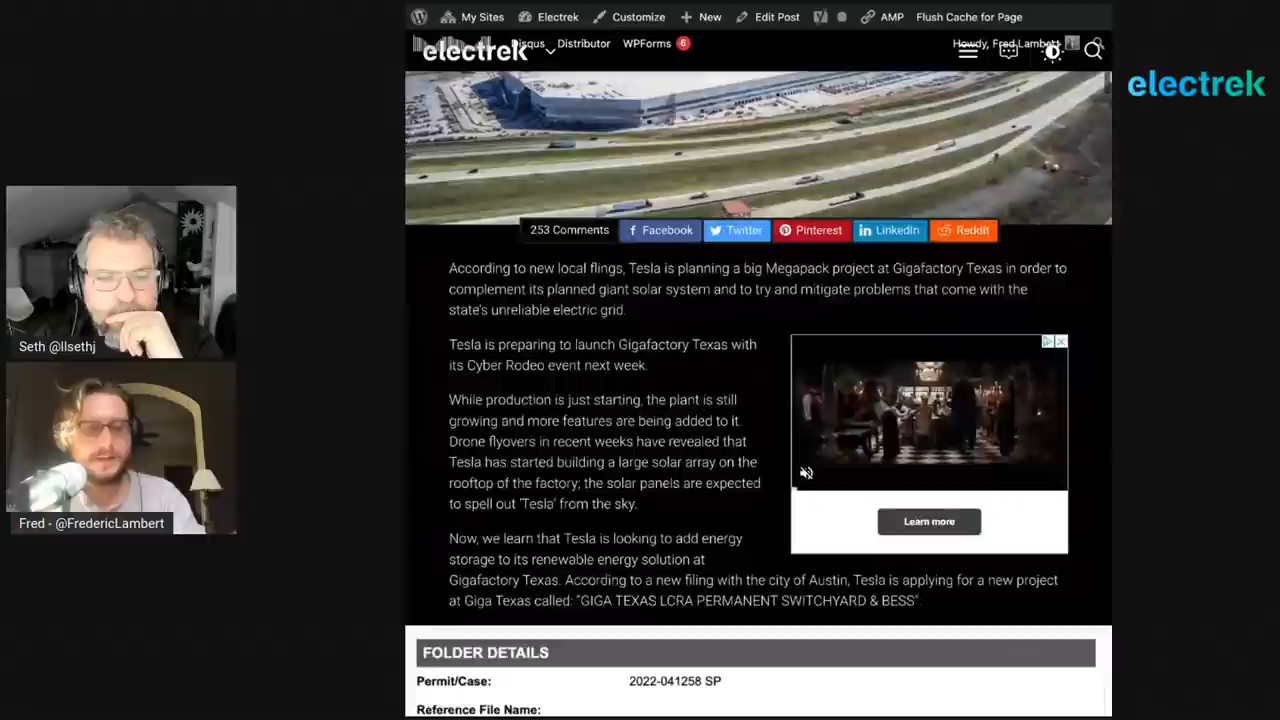 My Sites Electrek Customize New Edit Post AMP Flush Cache for Page
Disqus Distributor WPForms 6 Howdy, Fred Lambert
electrek
electrek
253 Comments Facebook Twitter Pinterest LinkedIn Reddit
According to new local flings, Tesla is planning a big Megapack project at Gigafactory Texas in order to
complement its planned giant solar system and to try and mitigate problems that come with the
state's unreliable electric grid.
Tesla is preparing to launch Gigafactory Texas with
its Cyber Rodeo event next week.
While production is just starting, the plant is still
growing and more features are being added to it.
Drone flyovers in recent weeks have revealed that
Tesla has started building a large solar array on the
rooftop of the factory; the solar panels are expected
to spell out 'Tesla' from the sky.
Learn more
Now, we learn that Tesla is looking to add energy
storage to its renewable energy solution at
Gigafactory Texas. According to a new filing with the city of Austin, Tesla is applying for a new project
at Giga Texas called: "GIGA TEXAS LCRA PERMANENT SWITCHYARD & BESS".
FOLDER DETAILS
Permit/Case: 2022-041258 SP
Reference File Name:
Seth @llsethj
Fred - @FredericLambert